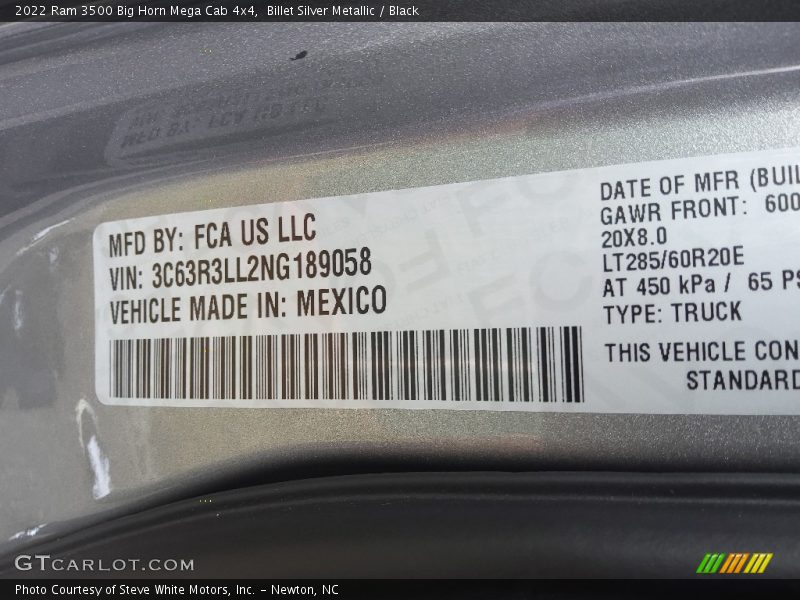 2022 Ram 3500 Big Horn Mega Cab 4x4, Billet Silver Metallic / Black
MFD BY: FCA US LLC
VIN: 3C63R3LL2NG189058
VEHICLE MADE IN: MEXICO
DATE OF MFR (BUIL
GAWR FRONT: 600
20X8.0
LT285/60R20E
AT 450 kPa / 65 PS
TYPE: TRUCK
THIS VEHICLE CON
STANDARD
GTCARLOT.COM
Photo Courtesy of Steve White Motors, Inc. – Newton, NC